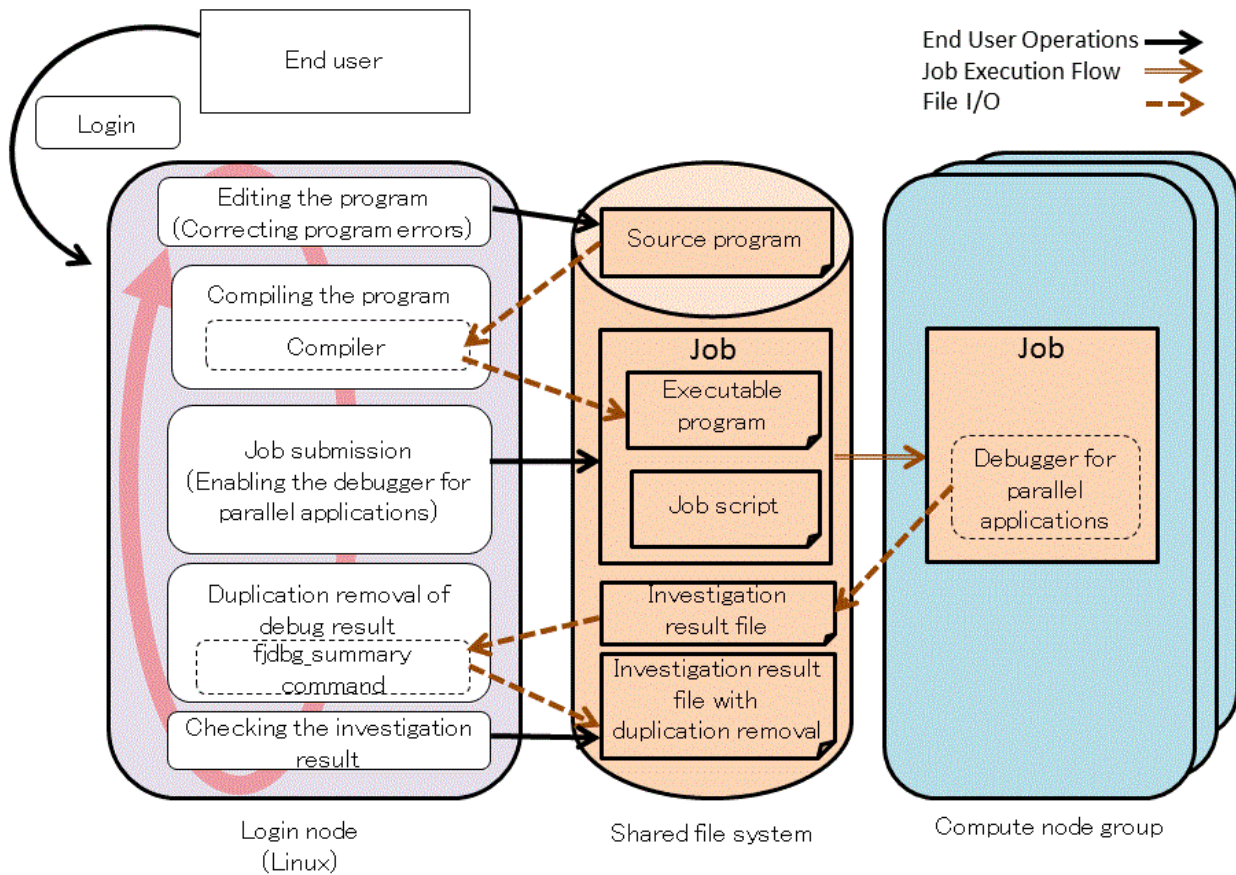 End user
End User Operations
Job Execution Flow
File I/O
Login
Editing the program
(Correcting program errors)
Compiling the program
Compiler
Job submission
(Enabling the debugger for
parallel applications)
Duplication removal of
debug result
fjdbg_summary
command
Checking the investigation
result
Login node
(Linux)
Source program
Job
Executable
program
Job script
Investigation
result file
Investigation result
file with
duplication removal
Shared file system
Job
Debugger for
parallel
applications
Compute node group